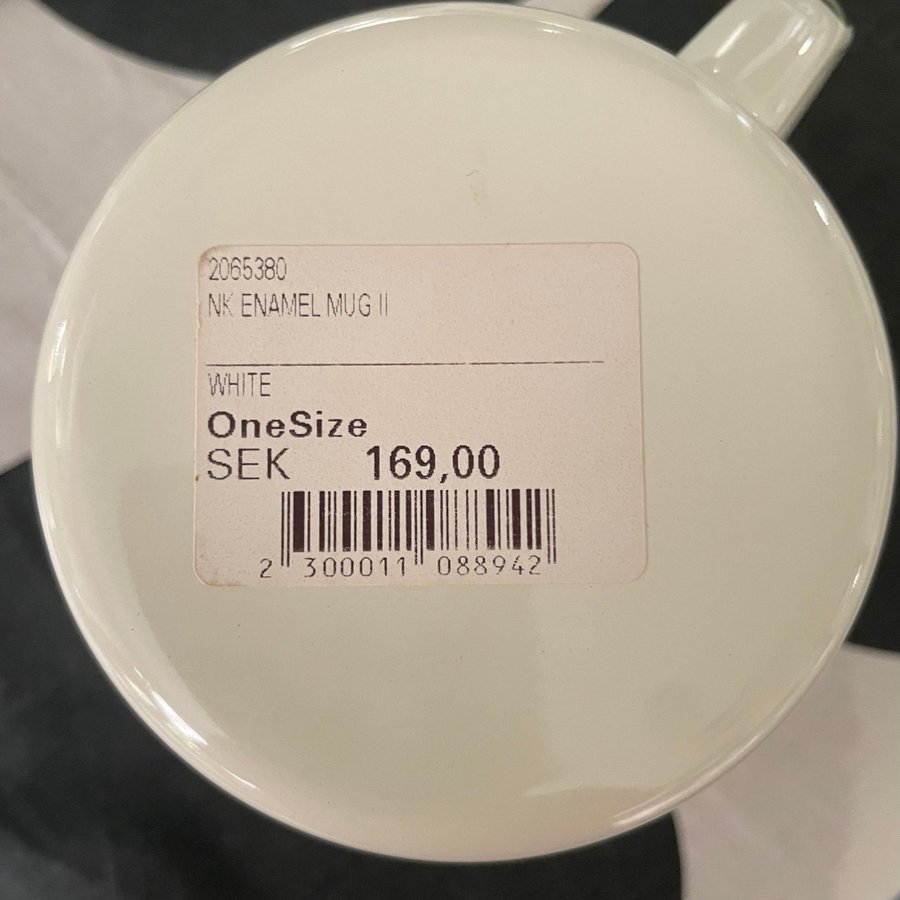 2065380
NK ENAMEL MUG II
WHITE
OneSize
SEK 169,00
2 300011 088942